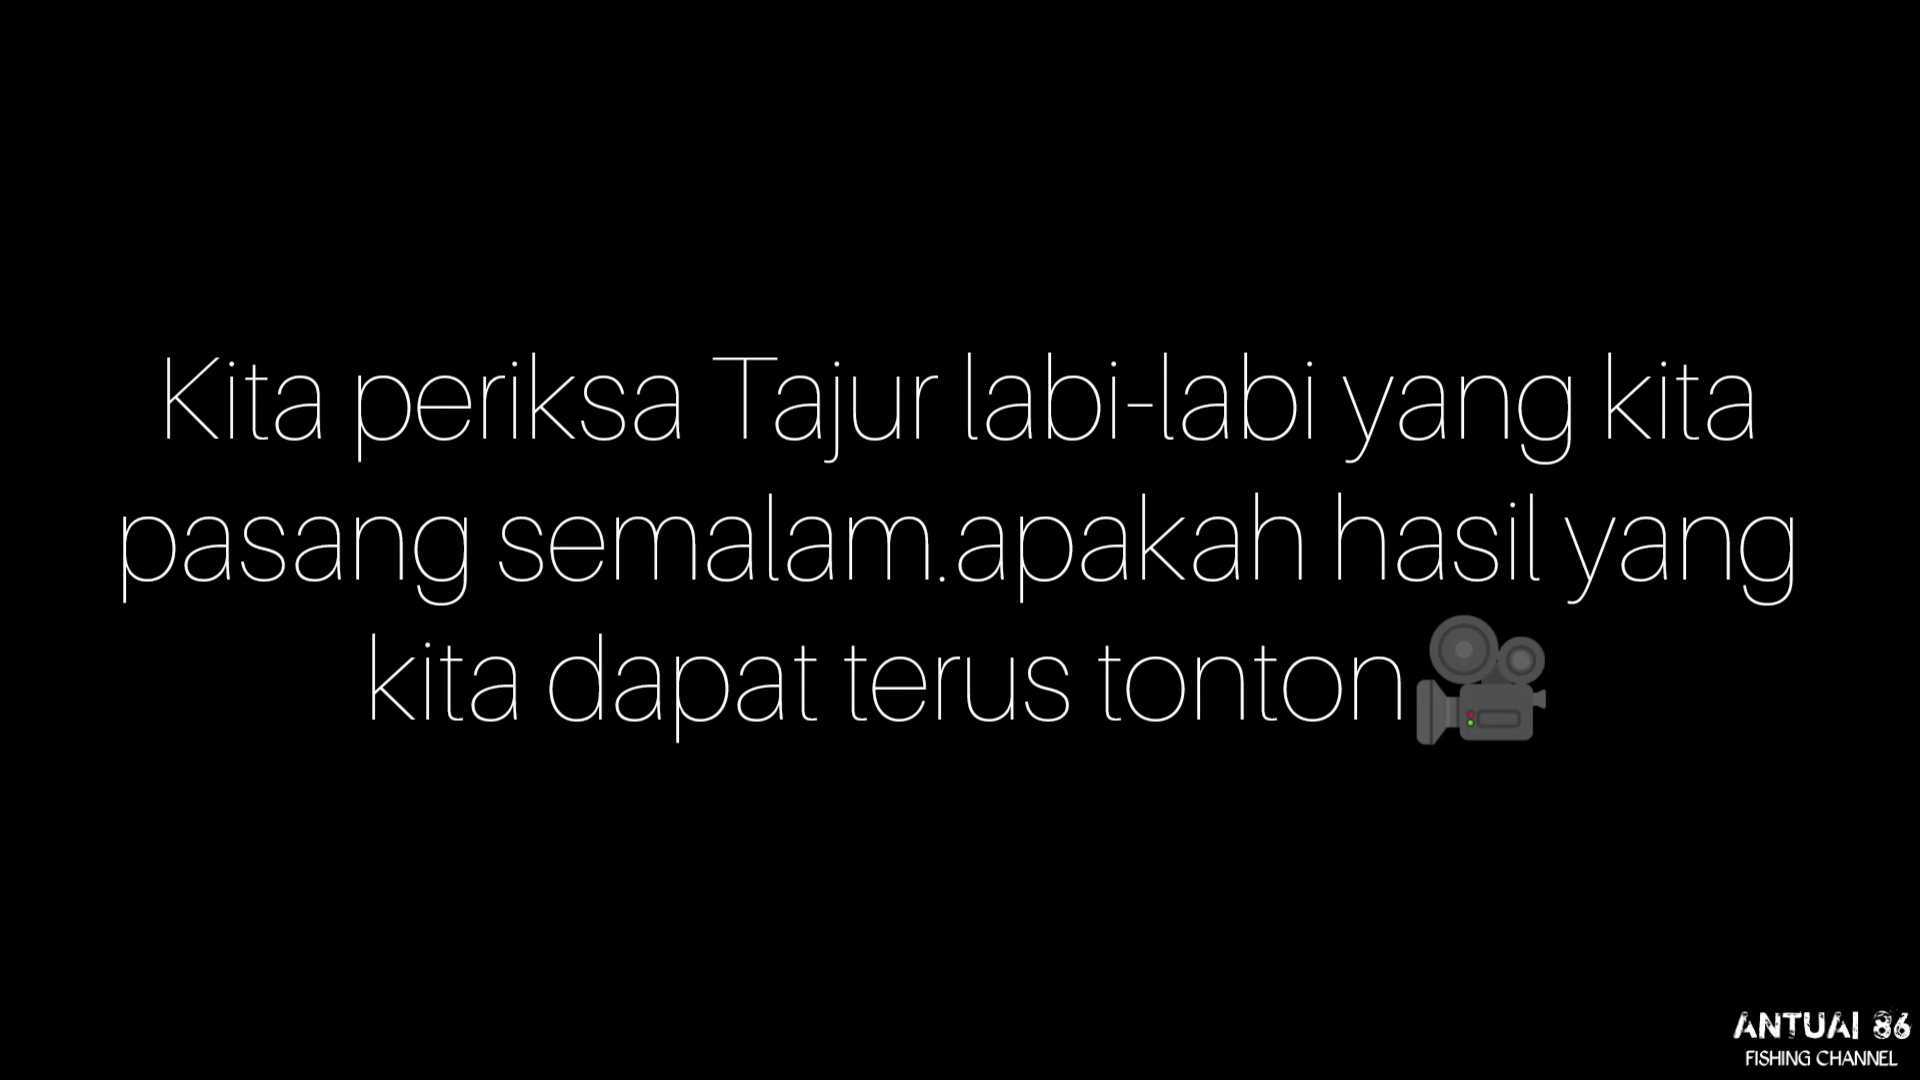 Kita periksa Tajur labi-labi yang kita
pasang semalam.apakah hasil yang
kita dapat terus tonton🎥
ANTUAI 86
FISHING CHANNEL